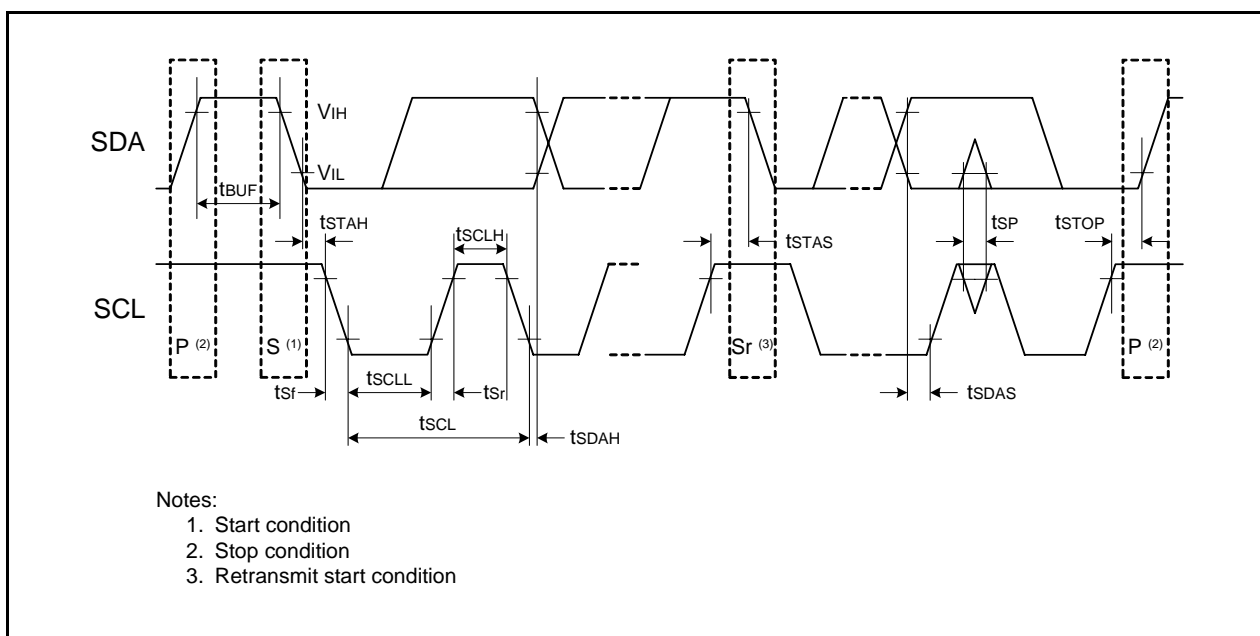 SDA
VIH
VIL
tBUF
tSTAH
tSCLH
tSTAS
tSP
tSTOP
SCL
P (2)
S (1)
Sr (3)
P (2)
tSf
tSCLL
tSr
tSDAS
tSCL
tSDAH
Notes:
1. Start condition
2. Stop condition
3. Retransmit start condition